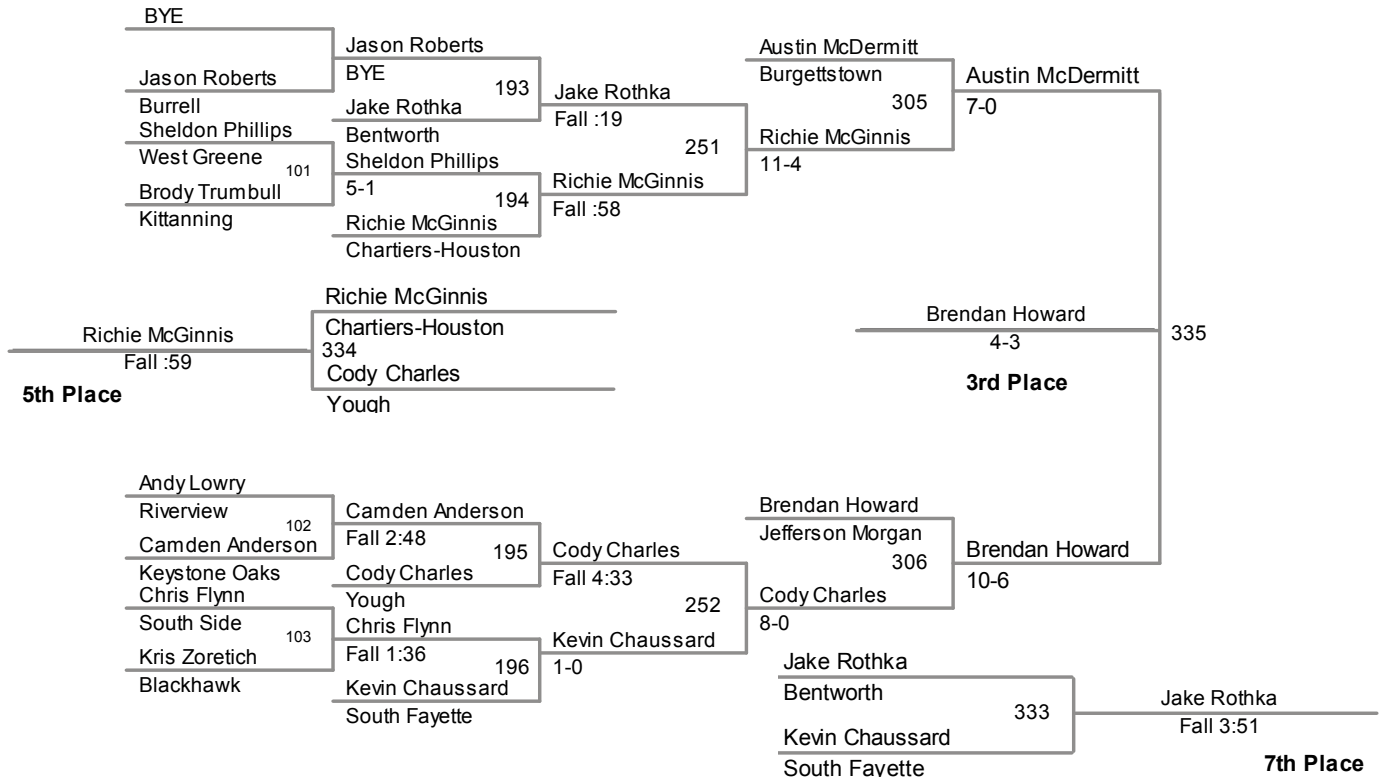 BYE
Jason Roberts
Burrell
Sheldon Phillips
West Greene
101
Brody Trumbull
Kittanning
Jason Roberts
BYE
193
Jake Rothka
Bentworth
Sheldon Phillips
5-1
194
Richie McGinnis
Chartiers-Houston
Jake Rothka
Fall :19
251
Richie McGinnis
Fall :58
Austin McDermitt
Burgettstown
305
Richie McGinnis
11-4
Austin McDermitt
7-0
Richie McGinnis
Fall :59
5th Place
Richie McGinnis
Chartiers-Houston
334
Cody Charles
Yough
Brendan Howard
4-3
335
3rd Place
Andy Lowry
Riverview
102
Camden Anderson
Keystone Oaks
Chris Flynn
South Side
103
Kris Zoretich
Blackhawk
Camden Anderson
Fall 2:48
195
Cody Charles
Yough
Chris Flynn
Fall 1:36
196
Kevin Chaussard
South Fayette
Cody Charles
Fall 4:33
252
Kevin Chaussard
1-0
Brendan Howard
Jefferson Morgan
306
Cody Charles
8-0
Brendan Howard
10-6
Jake Rothka
Bentworth
333
Kevin Chaussard
South Fayette
Jake Rothka
Fall 3:51
7th Place